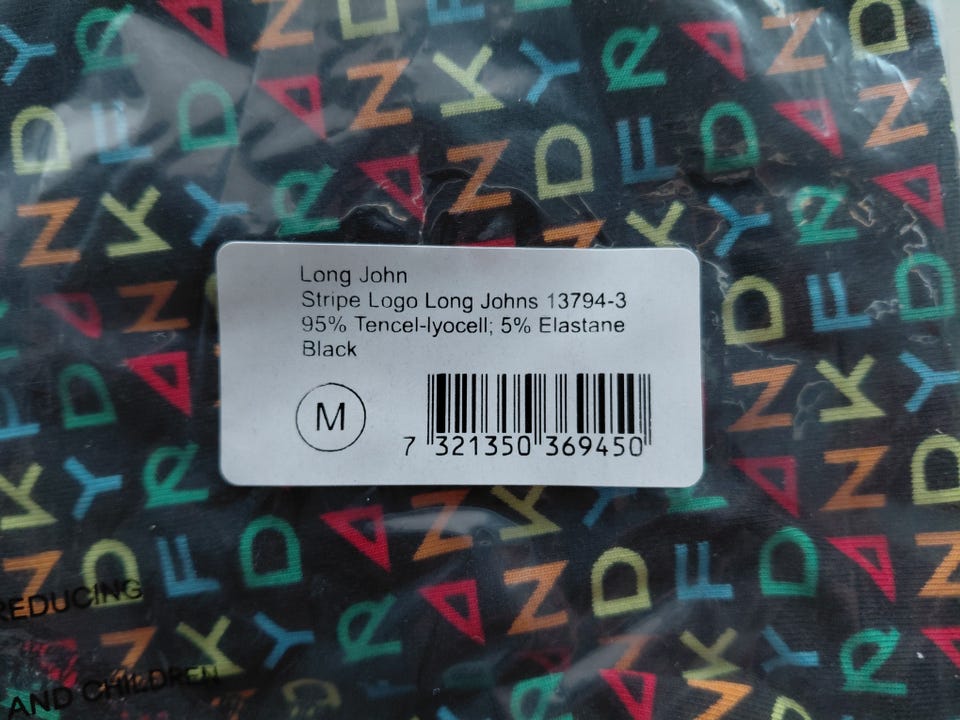 Long John
Stripe Logo Long Johns 13794-3
95% Tencel-lyocell; 5% Elastane
Black
M
7 321350 369450
REDUCING
AND CHILDREN